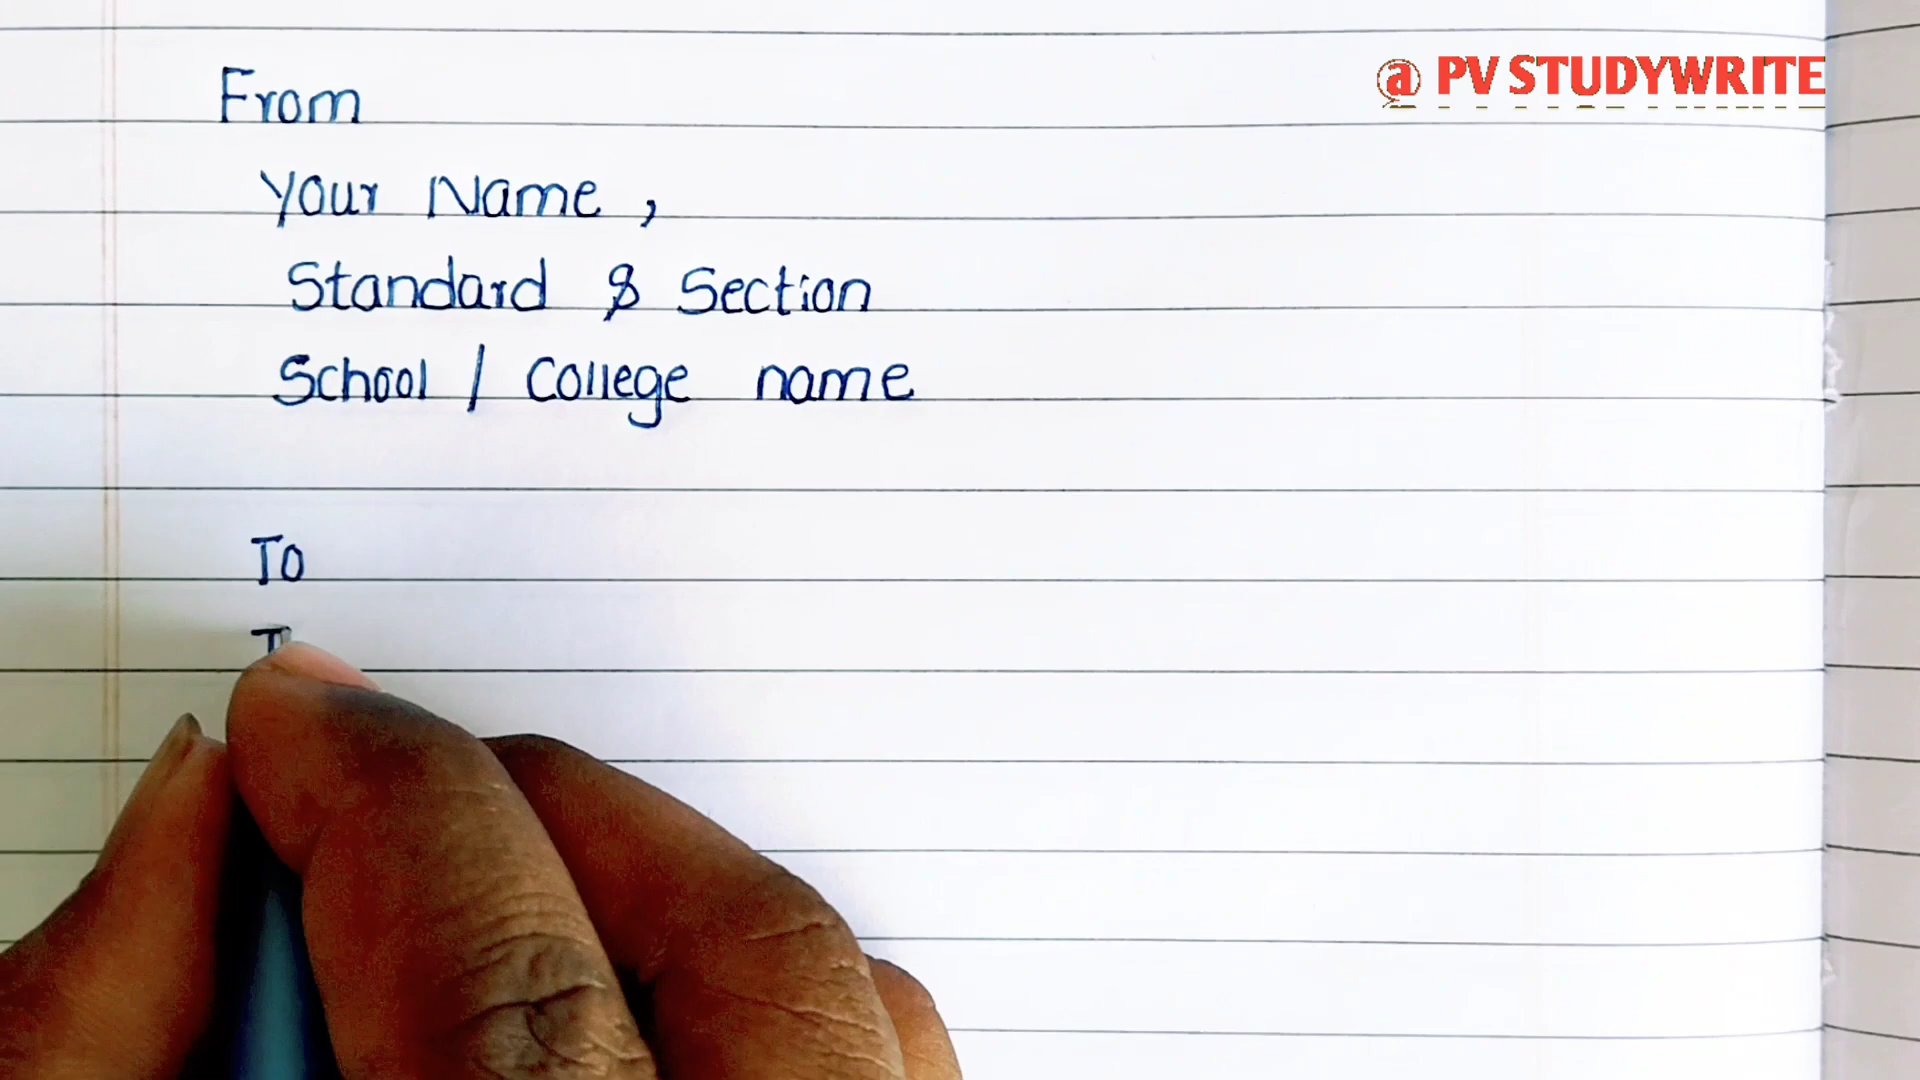 From
@ PV STUDYWRITE
Your Name ,
Standard & Section
School / College name
To
T